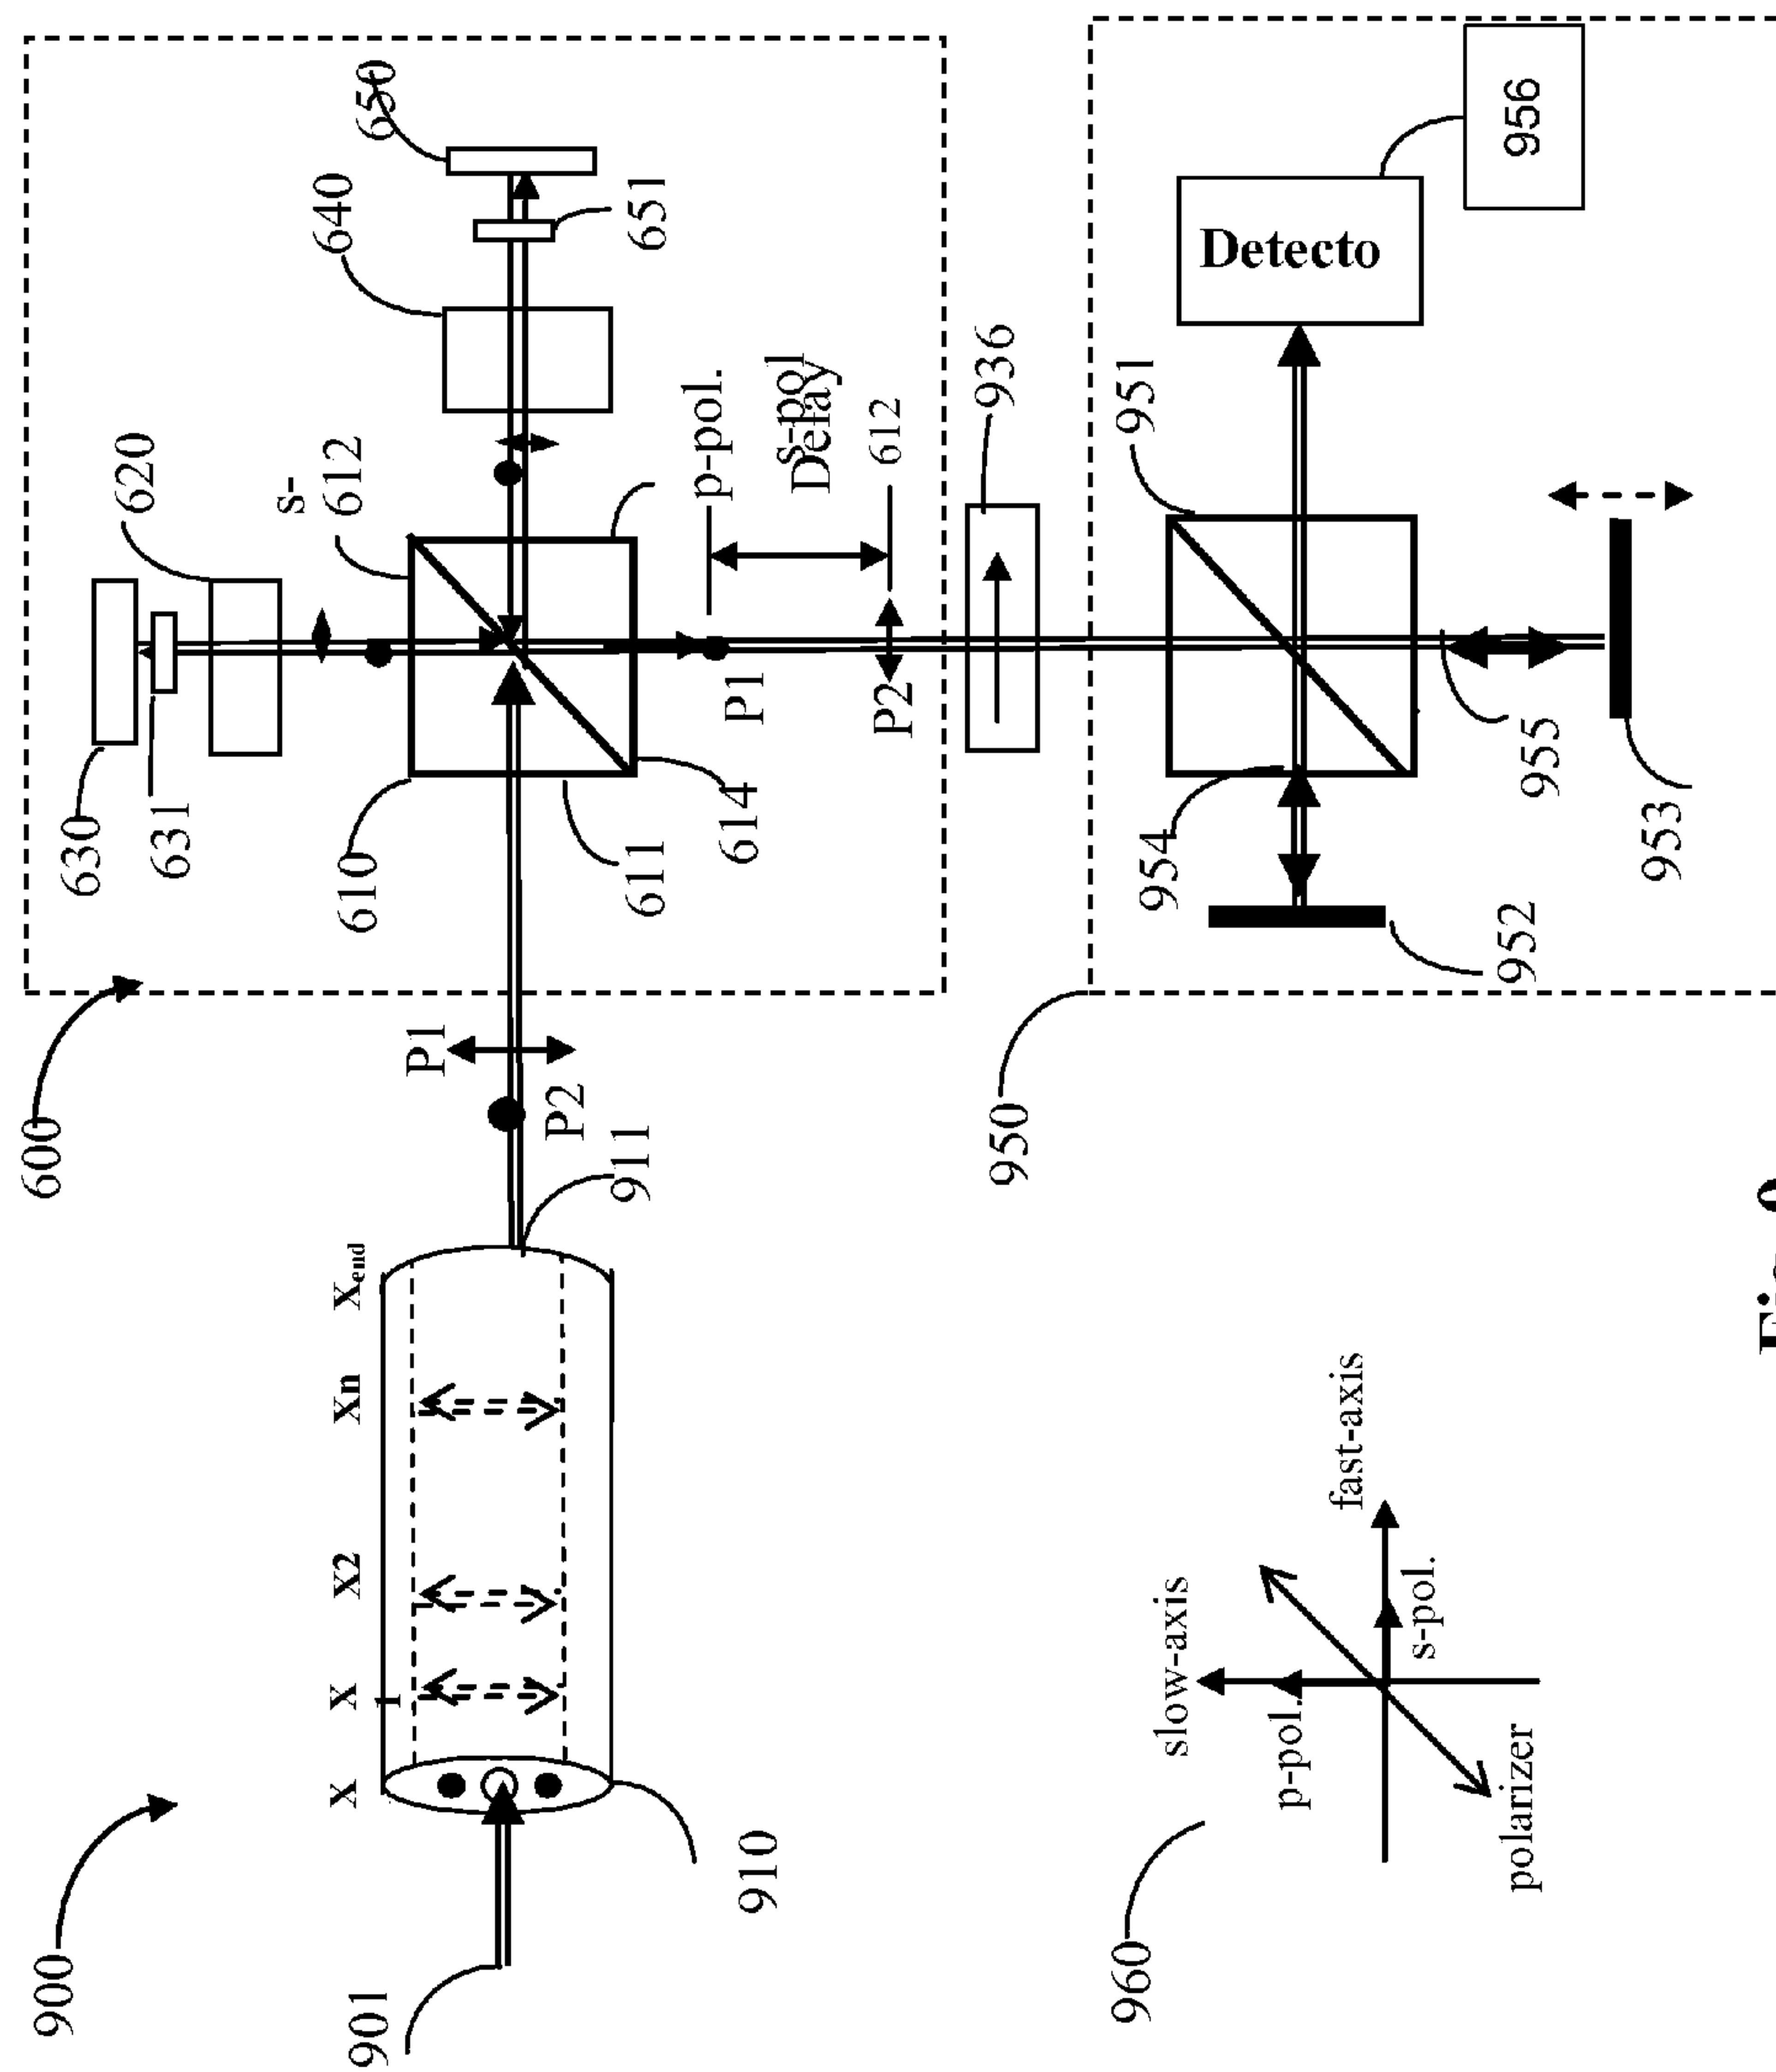 900
901
910
X
X
1
X2
Xn
X
end
911
P2
P1
600
630
631
610
611
614
620
s-
612
640
650
651
p-pol.
s-pol
Delay
612
P1
P2
936
950
951
952
953
954
955
Detecto
956
960
slow-axis
p-pol.
fast-axis
s-pol.
polarizer